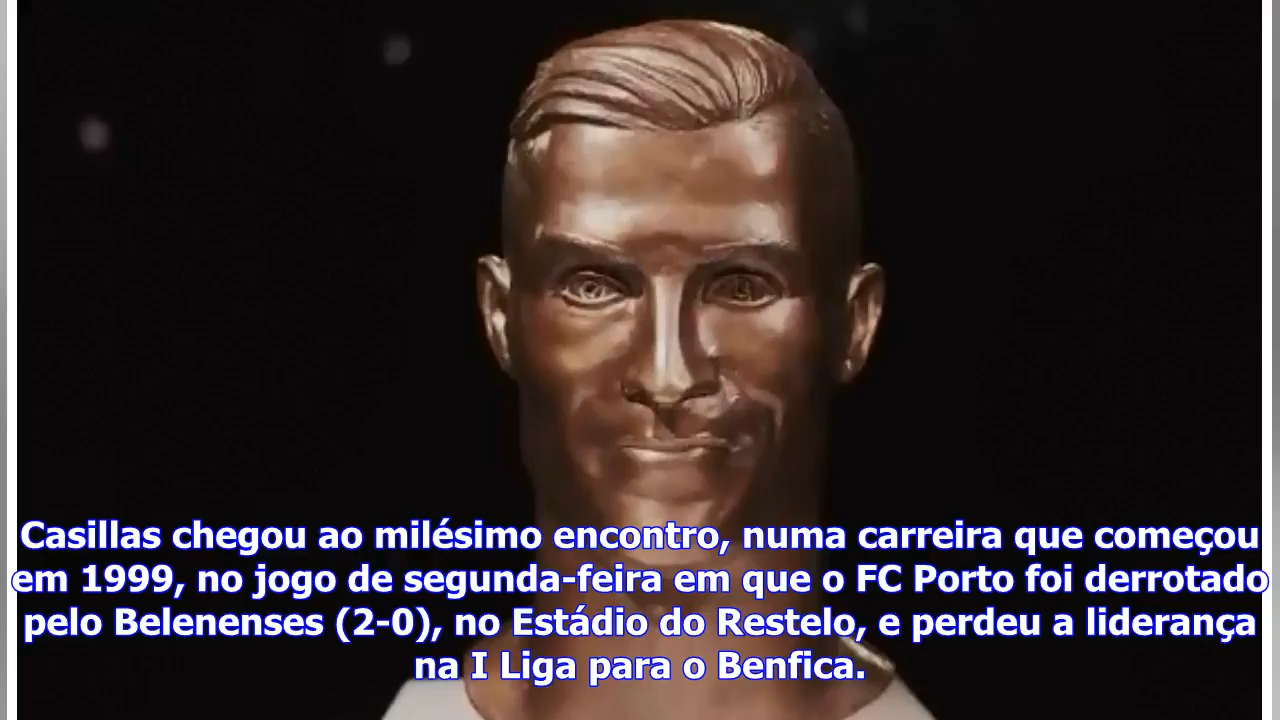 Casillas chegou ao milésimo encontro, numa carreira que começou
em 1999, no jogo de segunda-feira em que o FC Porto foi derrotado
pelo Belenenses (2-0), no Estádio do Restelo, e perdeu a liderança
na I Liga para o Benfica.